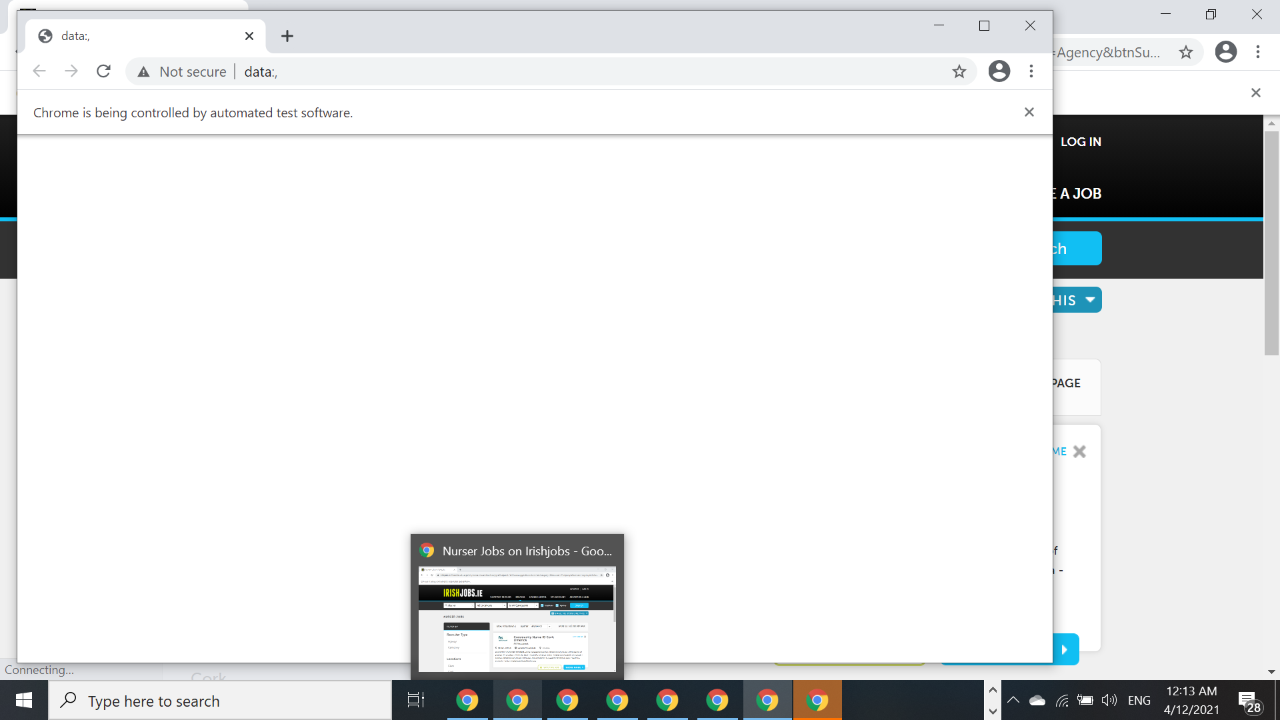 data:,
=Agency&btnSu...
Not secure
data:,
Chrome is being controlled by automated test software.
LOG IN
E A JOB
ch
HIS
PAGE
ME
Nurser Jobs on Irishjobs - Goo...
IRISHJOBS.IE
of
a -
Connecting...
Cork
Type here to search
ENG
12:13 AM
4/12/2021
28